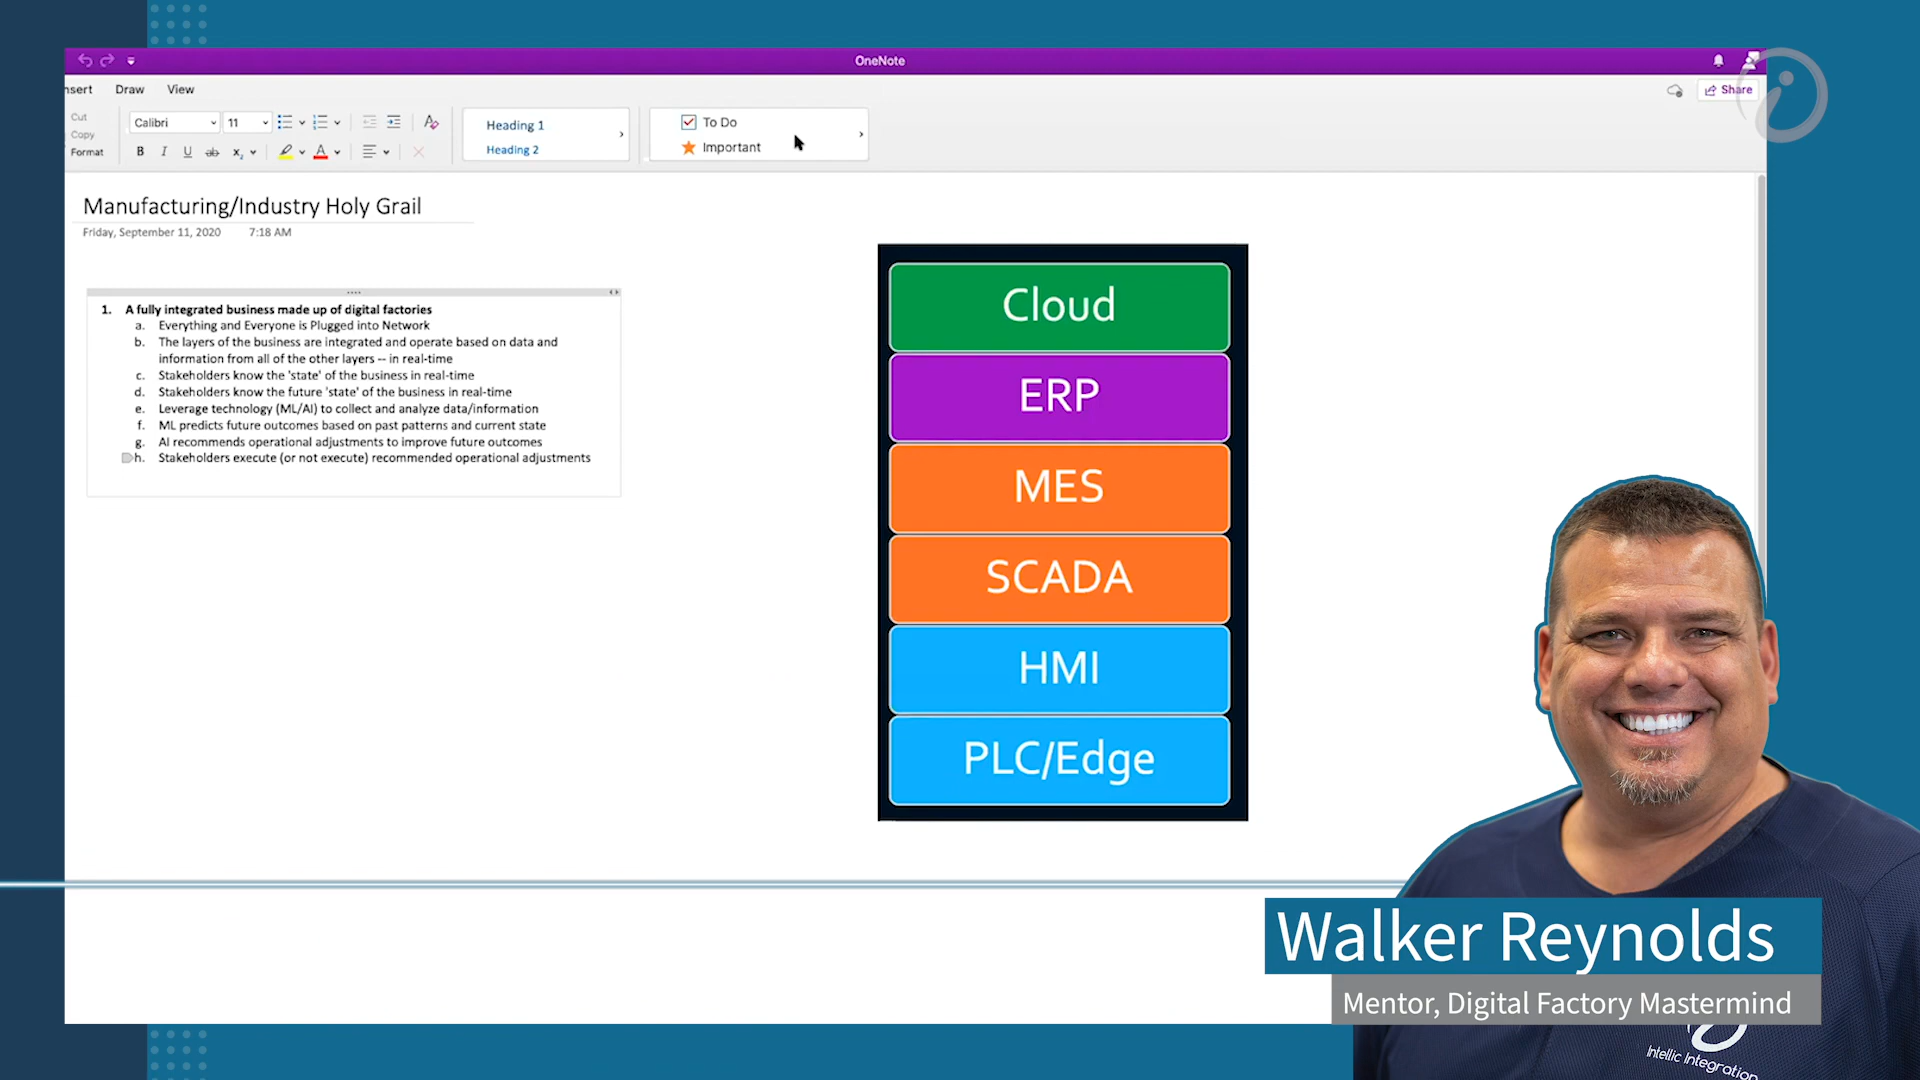 OneNote
nsert Draw View
Share
Cut
Copy
Format
Calibri 11
B I U ab x2 A
Heading 1
Heading 2
To Do
Important
Manufacturing/Industry Holy Grail
Friday, September 11, 2020 7:18 AM
1. A fully integrated business made up of digital factories
a. Everything and Everyone is Plugged into Network
b. The layers of the business are integrated and operate based on data and
information from all of the other layers -- in real-time
c. Stakeholders know the 'state' of the business in real-time
d. Stakeholders know the future 'state' of the business in real-time
e. Leverage technology (ML/AI) to collect and analyze data/information
f. ML predicts future outcomes based on past patterns and current state
g. AI recommends operational adjustments to improve future outcomes
h. Stakeholders execute (or not execute) recommended operational adjustments
Cloud
ERP
MES
SCADA
HMI
PLC/Edge
Walker Reynolds
Mentor, Digital Factory Mastermind
Intellic Integration